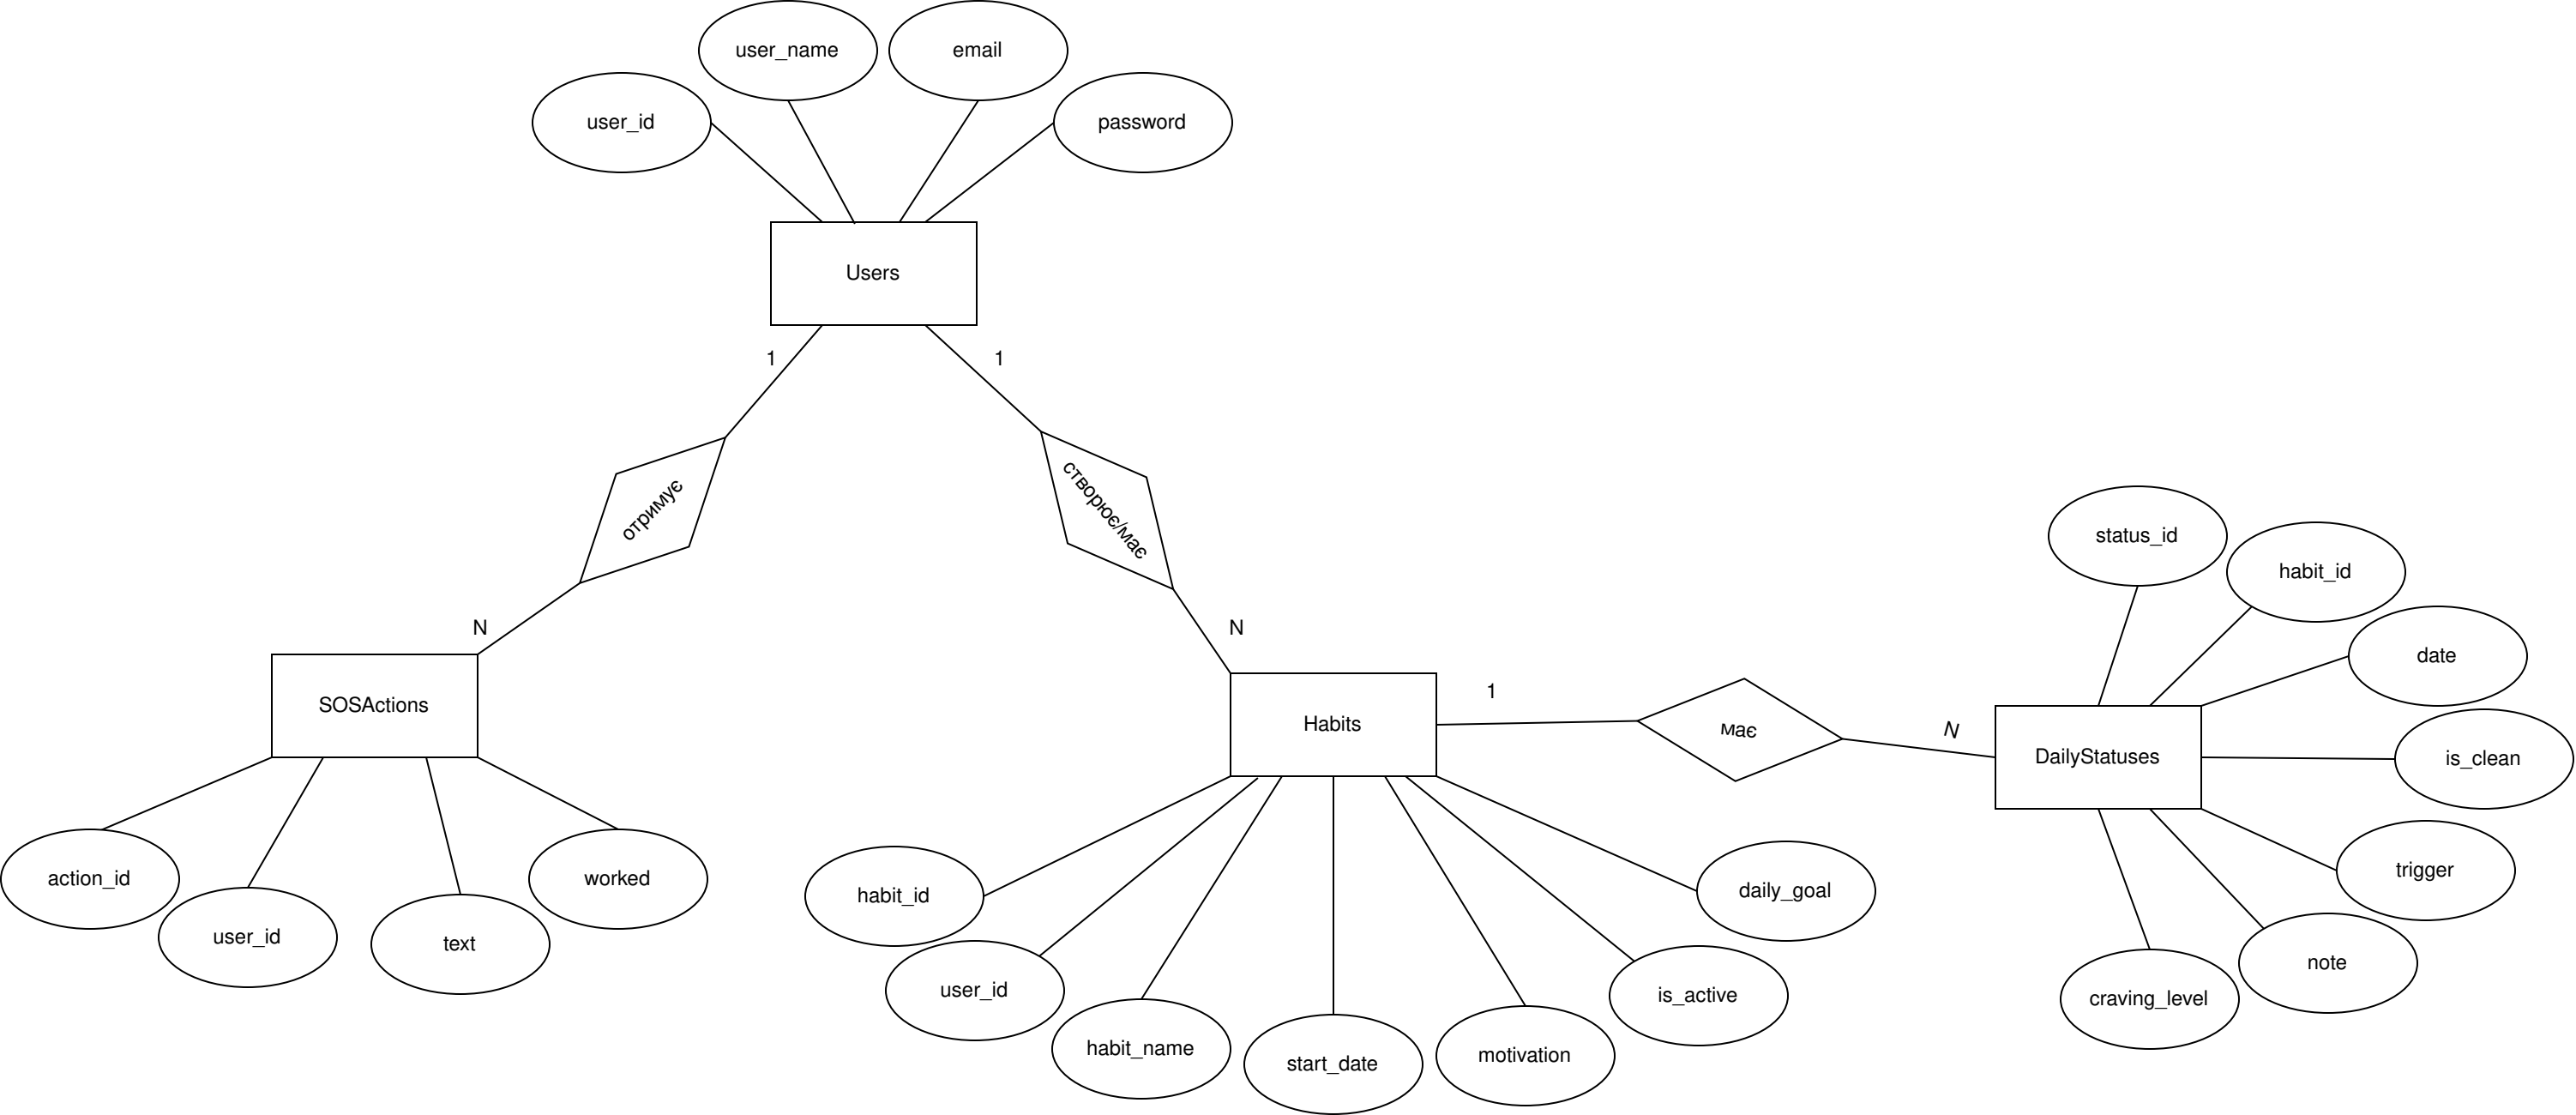 user_name
email
user_id
password
Users
1
1
отримує
створює/має
N
N
SOSActions
action_id
user_id
text
worked
Habits
1
має
N
habit_id
user_id
habit_name
start_date
motivation
is_active
daily_goal
DailyStatuses
status_id
habit_id
date
is_clean
trigger
note
craving_level